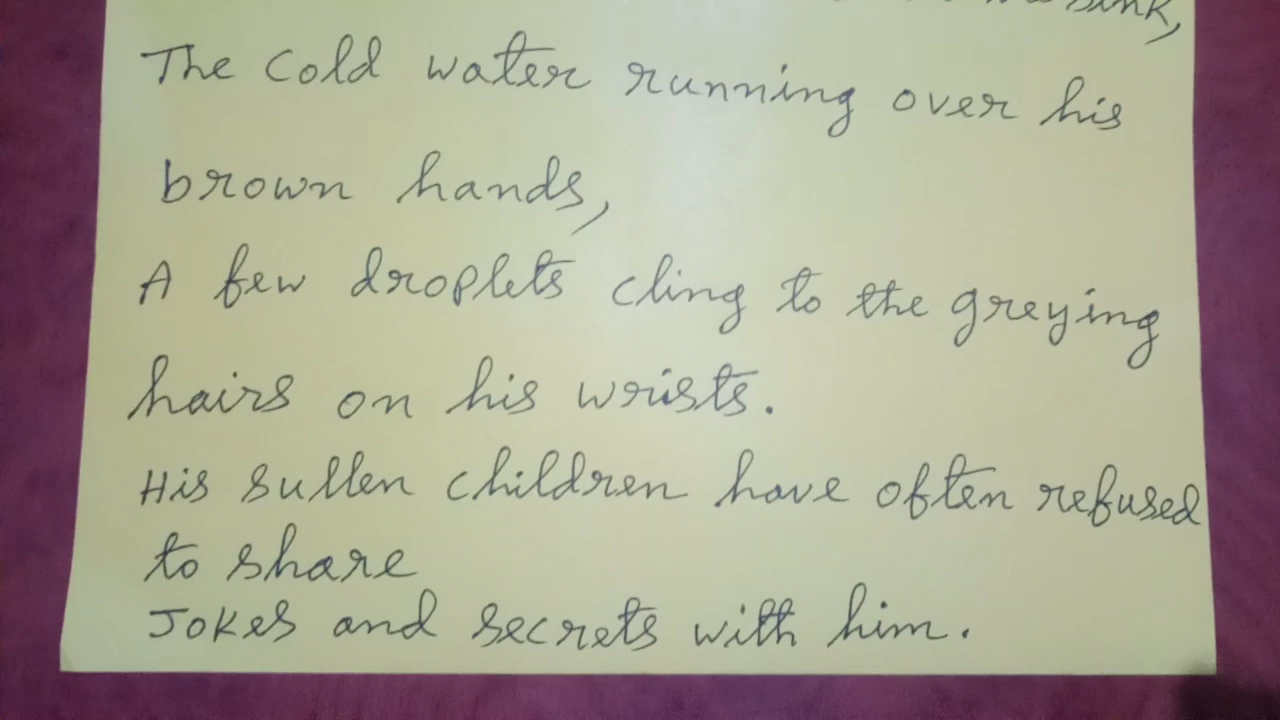 sink,
The cold water running over his
brown hands,
A few droplets cling to the greying
hairs on his wrists.
His sullen children have often refused
to share
Jokes and secrets with him.